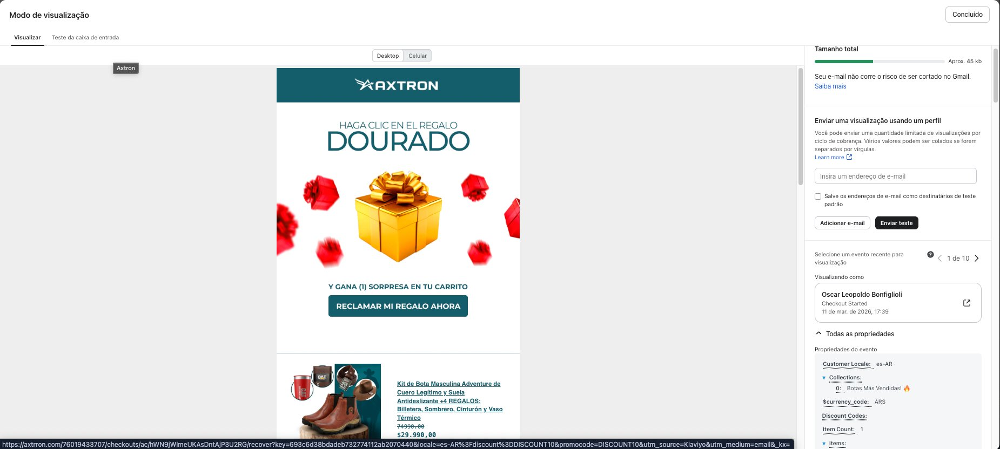 Modo de visualização
Concluído
Visualizar
Teste da caixa de entrada
Desktop
Celular
Axtron
AXTRON
HAGA CLIC EN EL REGALO
DOURADO
Y GANA (1) SORPRESA EN TU CARRITO
RECLAMAR MI REGALO AHORA
CAT
Kit de Bota Masculina Adventure de
Cuero Legítimo y Suela
Antideslizante +4 REGALOS:
Billetera, Sombrero, Cinturón y Vaso
Térmico
74990.00
$29.990,00
Tamanho total
Aprox. 45 kb
Seu e-mail não corre o risco de ser cortado no Gmail.
Saiba mais
Enviar uma visualização usando um perfil
Você pode enviar uma quantidade limitada de visualizações por
ciclo de cobrança. Vários valores podem ser colados se forem
separados por vírgulas.
Learn more
Insira um endereço de e-mail
Salve os endereços de e-mail como destinatários de teste
padrão
Adicionar e-mail
Enviar teste
Selecione um evento recente para
visualização
? 1 de 10
Visualizando como
Oscar Leopoldo Bonfiglioli
Checkout Started
11 de mar. de 2026, 17:39
Todas as propriedades
Propriedades do evento
Customer Locale: es-AR
Collections:
0: Botas Más Vendidas! 🔥
$currency_code: ARS
Discount Codes:
Item Count: 1
Items:
https://axtrron.com/76019433707/checkouts/ac/hWN9jWlmeUKAsDntAjP3U2RG/recover?key=693c6d38bdadeb732774112ab2070440&locale=es-AR%3Fdiscount%3DDISCOUNT10&promocode=DISCOUNT10&utm_source=Klaviyo&utm_medium=email&_kx=